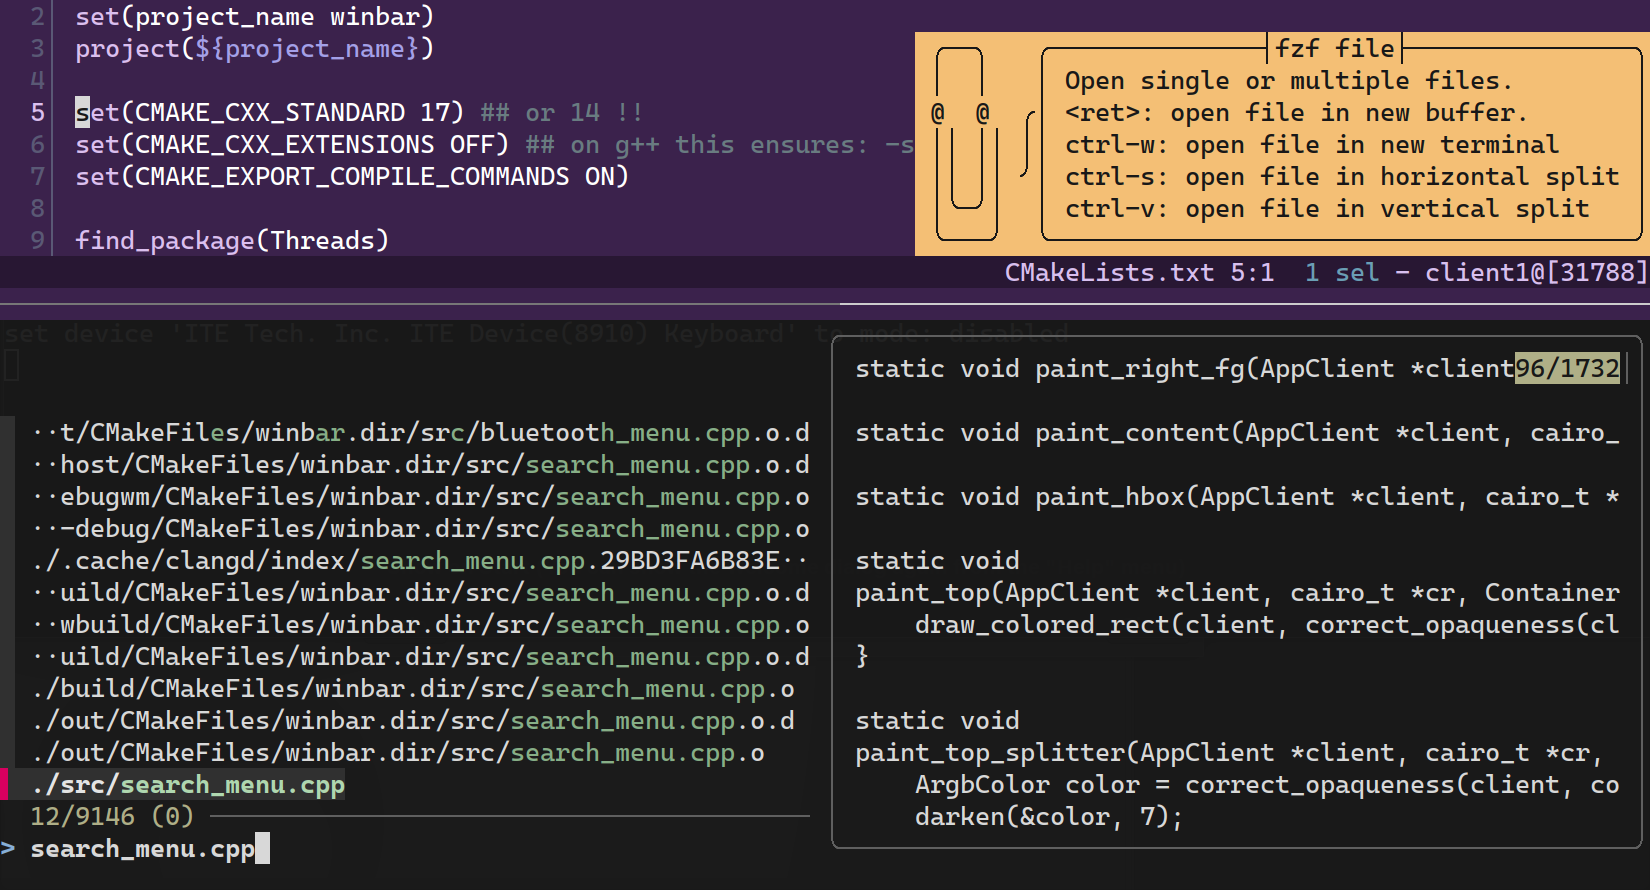 2 set(project_name winbar)
3 project(${project_name})
4
5 set(CMAKE_CXX_STANDARD 17) ## or 14 !!
6 set(CMAKE_CXX_EXTENSIONS OFF) ## on g++ this ensures: -s
7 set(CMAKE_EXPORT_COMPILE_COMMANDS ON)
8
9 find_package(Threads)
fzf file
Open single or multiple files.
@ @ <ret>: open file in new buffer.
ctrl-w: open file in new terminal
ctrl-s: open file in horizontal split
ctrl-v: open file in vertical split
CMakeLists.txt 5:1 1 sel - client1@[31788]
set device 'ITE Tech. Inc. ITE Device(8910) Keyboard' to mode: disabled
··t/CMakeFiles/winbar.dir/src/bluetooth_menu.cpp.o.d
··host/CMakeFiles/winbar.dir/src/search_menu.cpp.o.d
··ebugwm/CMakeFiles/winbar.dir/src/search_menu.cpp.o
··-debug/CMakeFiles/winbar.dir/src/search_menu.cpp.o
./.cache/clangd/index/search_menu.cpp.29BD3FA6B83E··
··uild/CMakeFiles/winbar.dir/src/search_menu.cpp.o.d
··wbuild/CMakeFiles/winbar.dir/src/search_menu.cpp.o
··uild/CMakeFiles/winbar.dir/src/search_menu.cpp.o.d
./build/CMakeFiles/winbar.dir/src/search_menu.cpp.o
./out/CMakeFiles/winbar.dir/src/search_menu.cpp.o.d
./out/CMakeFiles/winbar.dir/src/search_menu.cpp.o
./src/search_menu.cpp
12/9146 (0)
> search_menu.cpp
static void paint_right_fg(AppClient *client96/1732
static void paint_content(AppClient *client, cairo_
static void paint_hbox(AppClient *client, cairo_t *
static void
paint_top(AppClient *client, cairo_t *cr, Container
draw_colored_rect(client, correct_opaqueness(cl
}
static void
paint_top_splitter(AppClient *client, cairo_t *cr,
ArgbColor color = correct_opaqueness(client, co
darken(&color, 7);